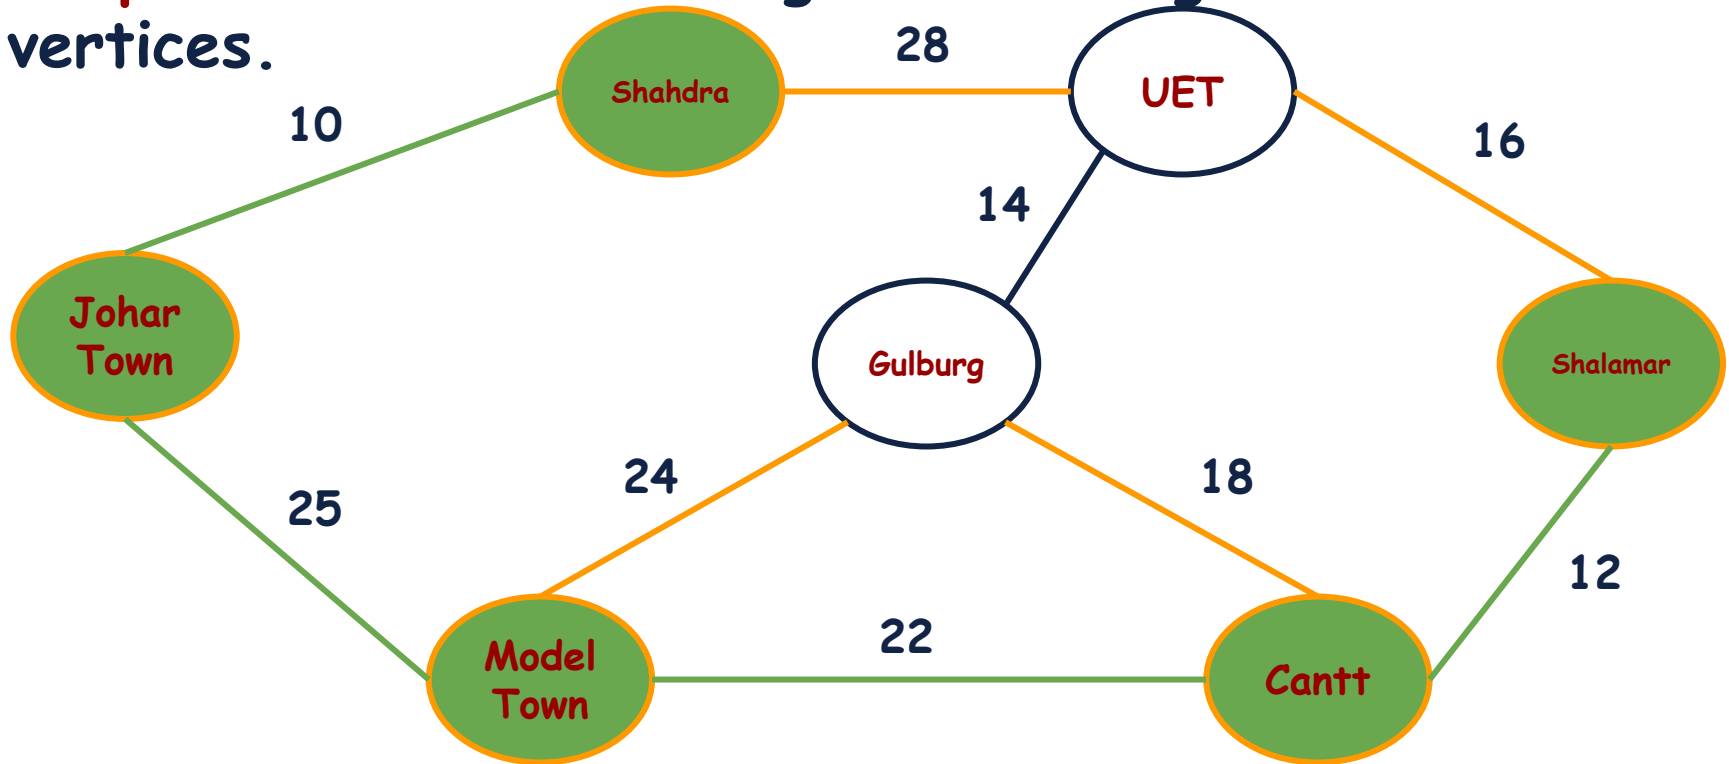 vertices.
28
Shahdra
UET
10
16
14
Johar
Town
Gulburg
Shalamar
24
18
25
12
22
Model
Town
Cantt